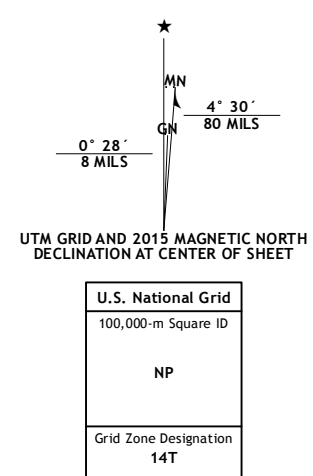 ★
MN
4° 30´
80 MILS
GN
0° 28´
8 MILS
UTM GRID AND 2015 MAGNETIC NORTH
DECLINATION AT CENTER OF SHEET
U.S. National Grid
100,000-m Square ID
NP
Grid Zone Designation
14T